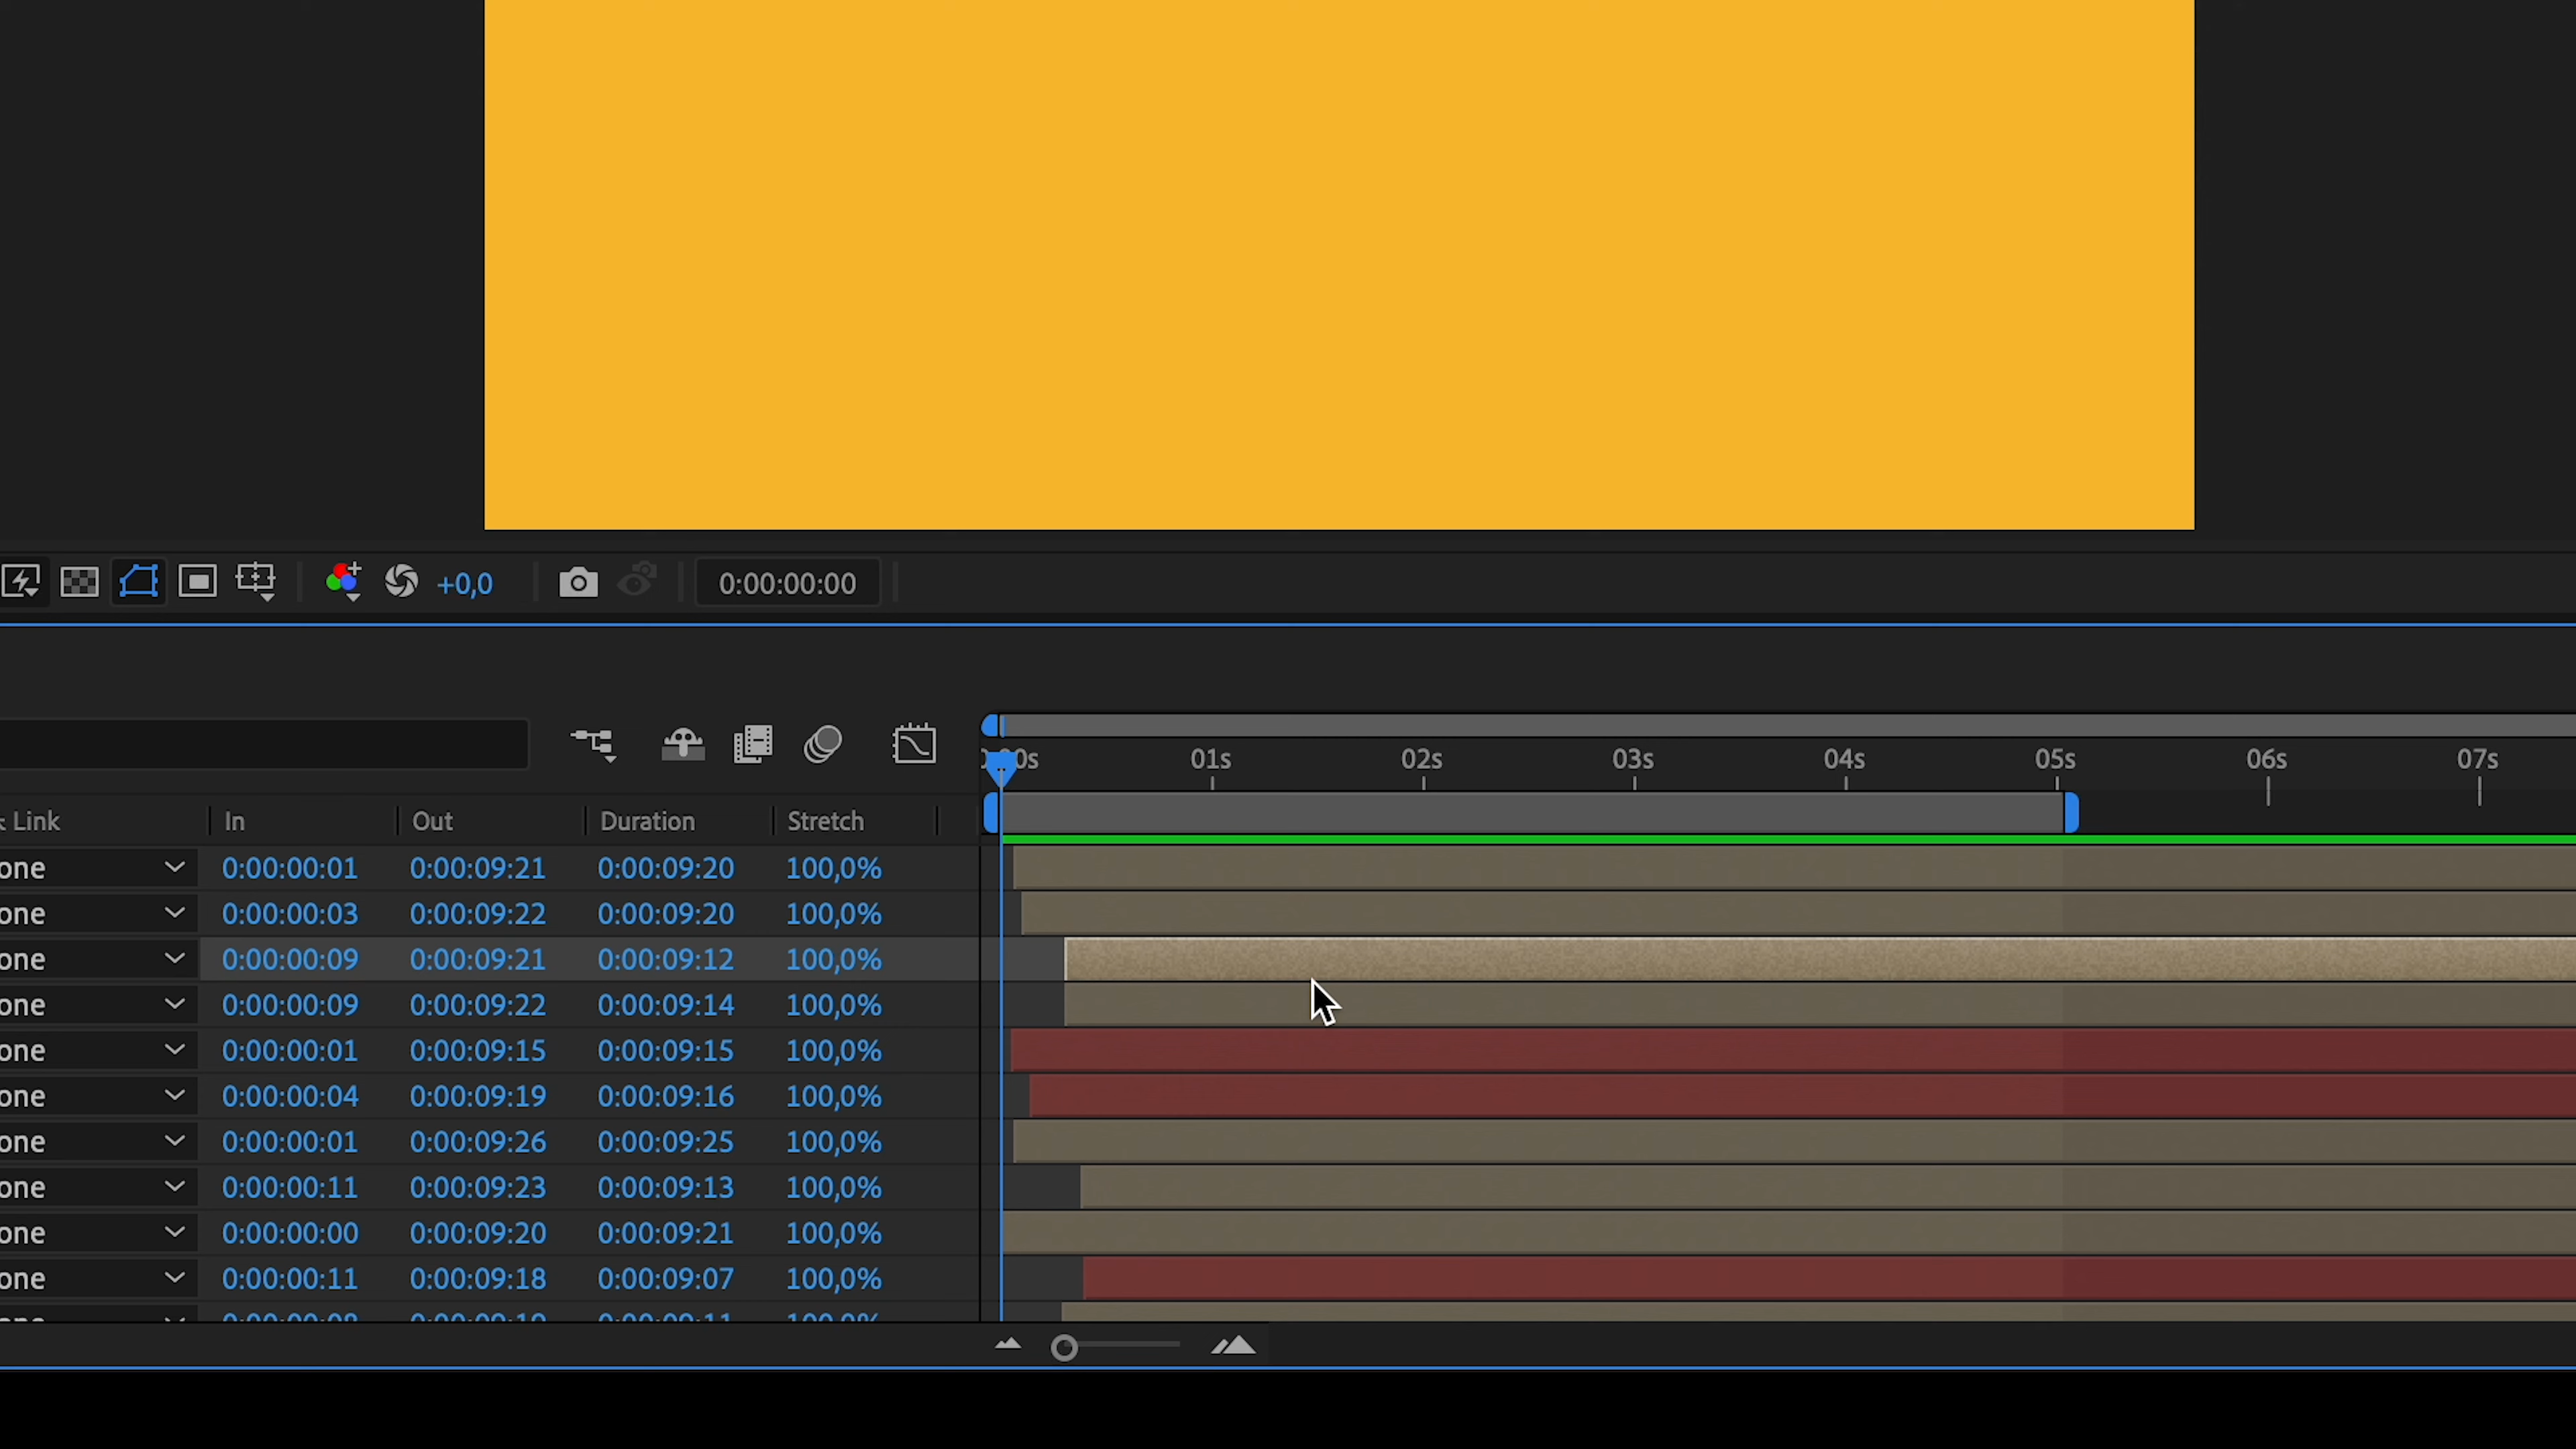 +0,0 0:00:00:00
0s 01s 02s 03s 04s 05s 06s 07s
Link In Out Duration Stretch
one 0:00:00:01 0:00:09:21 0:00:09:20 100,0%
one 0:00:00:03 0:00:09:22 0:00:09:20 100,0%
one 0:00:00:09 0:00:09:21 0:00:09:12 100,0%
one 0:00:00:09 0:00:09:22 0:00:09:14 100,0%
one 0:00:00:01 0:00:09:15 0:00:09:15 100,0%
one 0:00:00:04 0:00:09:19 0:00:09:16 100,0%
one 0:00:00:01 0:00:09:26 0:00:09:25 100,0%
one 0:00:00:11 0:00:09:23 0:00:09:13 100,0%
one 0:00:00:00 0:00:09:20 0:00:09:21 100,0%
one 0:00:00:11 0:00:09:18 0:00:09:07 100,0%